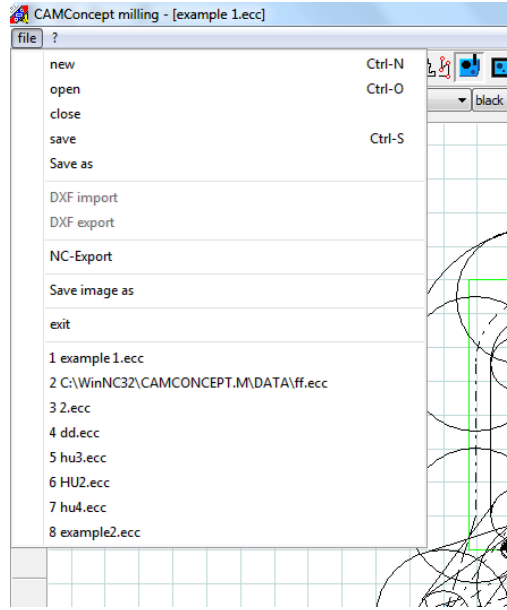 CAMConcept milling - [example 1.ecc]
file ?
new Ctrl-N
open Ctrl-O
close
save Ctrl-S
Save as
black
DXF import
DXF export
NC-Export
Save image as
exit
1 example 1.ecc
2 C:\WinNC32\CAMCONCEPT.M\DATA\ff.ecc
3 2.ecc
4 dd.ecc
5 hu3.ecc
6 HU2.ecc
7 hu4.ecc
8 example2.ecc